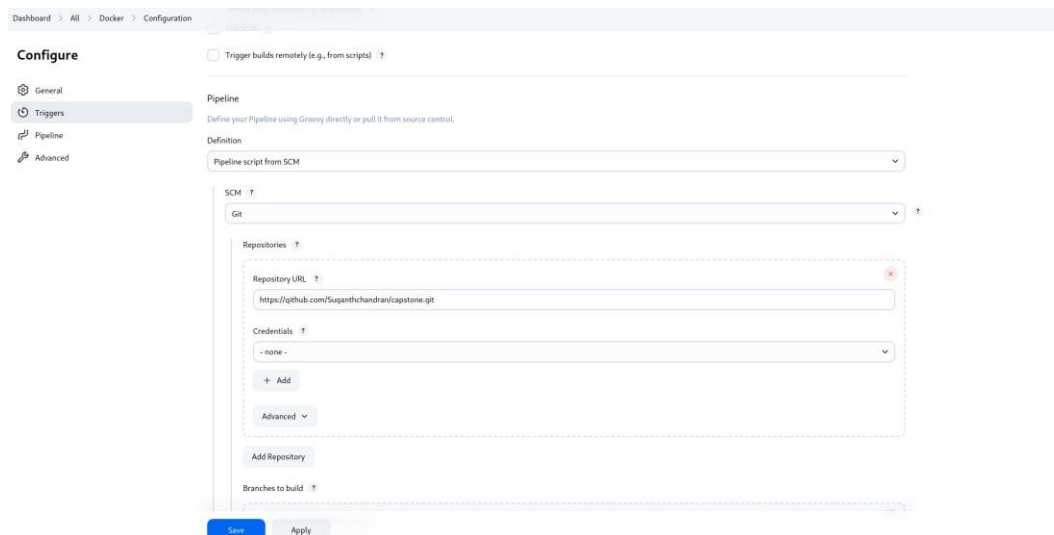 Dashboard > All > Docker > Configuration
Configure
General
Triggers
Pipeline
Advanced
Trigger builds remotely (e.g., from scripts) ?
Pipeline
Define your Pipeline using Groovy directly or pull it from source control.
Definition
Pipeline script from SCM
SCM ?
Git
?
Repositories ?
Repository URL ?
https://github.com/Suganthchandran/capstone.git
Credentials ?
- none -
+ Add
Advanced
Add Repository
Branches to build ?
Save Apply